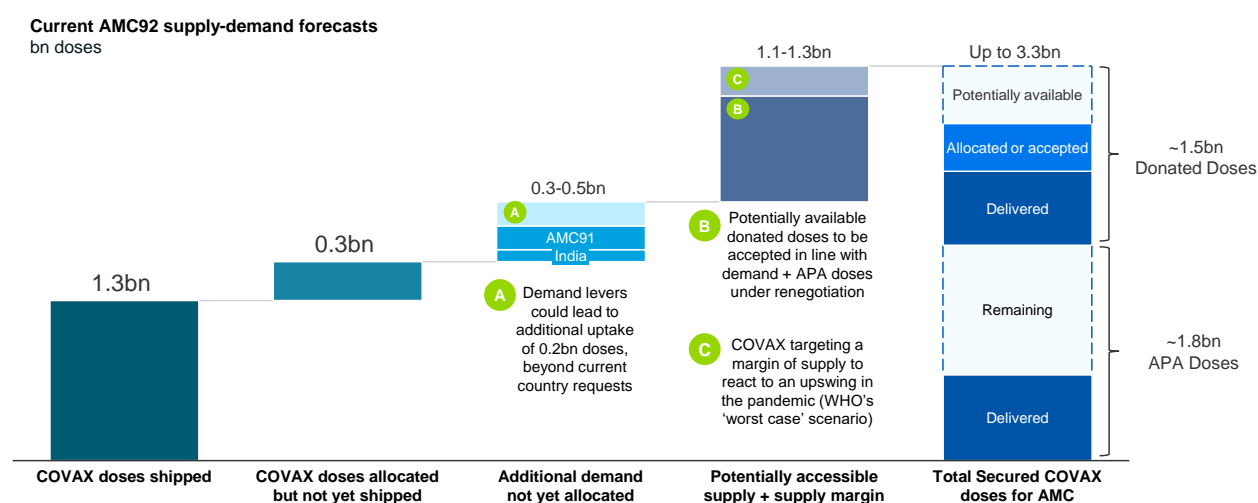 Current AMC92 supply-demand forecasts
bn doses
1.3bn
0.3bn
0.3-0.5bn
A
AMC91
India
A
Demand levers
could lead to
additional uptake
of 0.2bn doses,
beyond current
country requests
1.1-1.3bn
C
B
B
Potentially available
donated doses to be
accepted in line with
demand + APA doses
under renegotiation
C
COVAX targeting a
margin of supply to
react to an upswing in
the pandemic (WHO's
'worst case' scenario)
Up to 3.3bn
Potentially available
Allocated or accepted
Delivered
Remaining
Delivered
~1.5bn
Donated Doses
~1.8bn
APA Doses
COVAX doses shipped
COVAX doses allocated
but not yet shipped
Additional demand
not yet allocated
Potentially accessible
supply + supply margin
Total Secured COVAX
doses for AMC